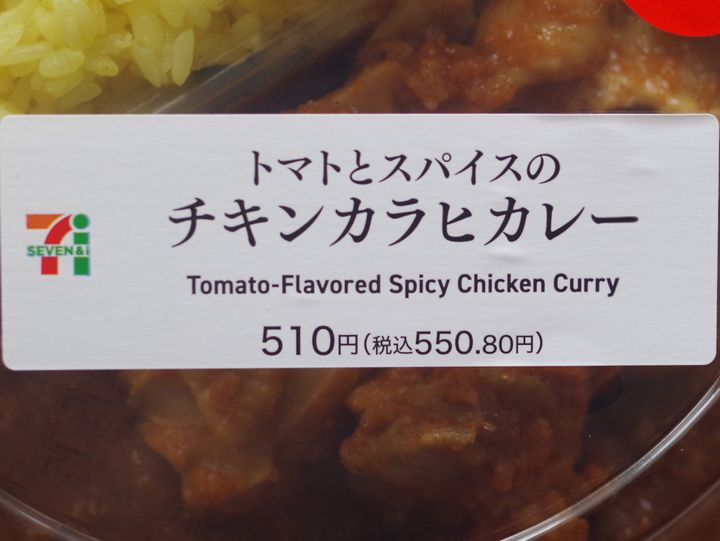 トマトとスパイスの
チキンカラヒカレー
SEVEN & i
Tomato-Flavored Spicy Chicken Curry
510円(税込550.80円)